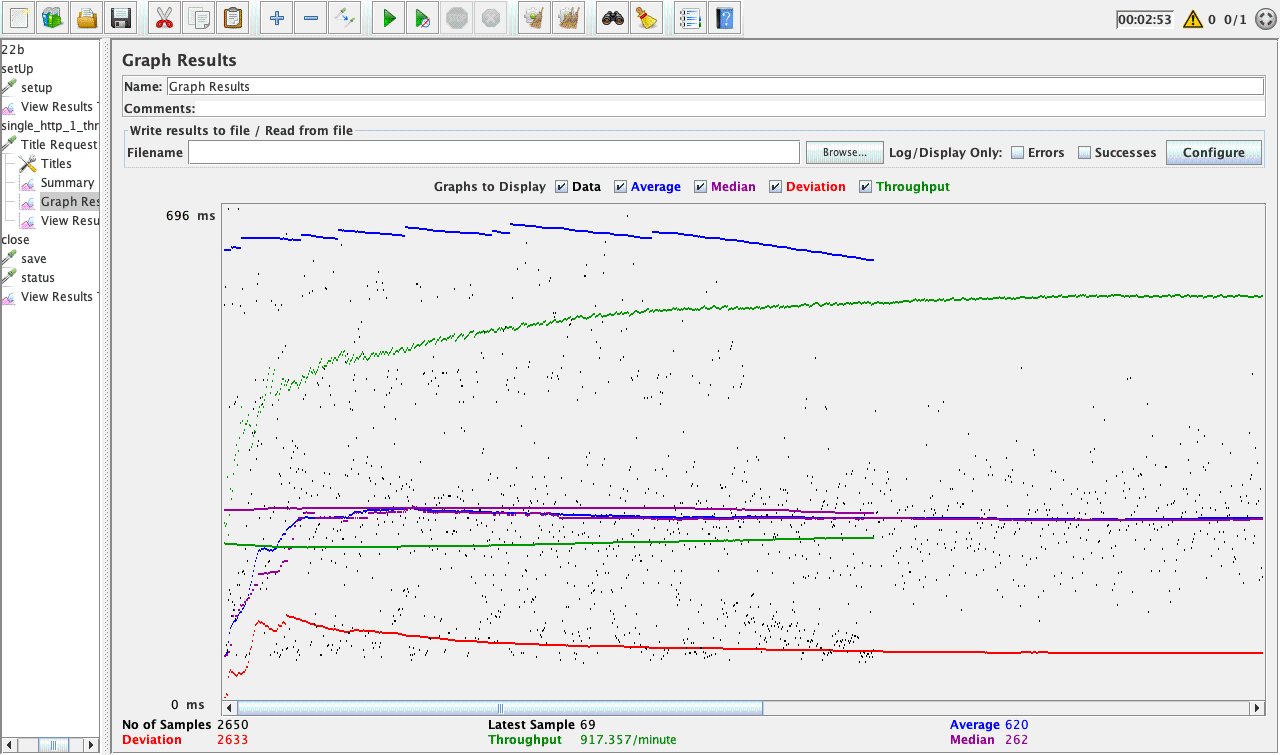 00:02:53 0 0/1
22b
setUp
setup
View Results
single_http_1_thr
Title Request
Titles
Summary
Graph Res
View Resu
close
save
status
View Results
Graph Results
Name: Graph Results
Comments:
Write results to file / Read from file
Filename Browse... Log/Display Only: Errors Successes Configure
Graphs to Display Data Average Median Deviation Throughput
696 ms
0 ms
No of Samples 2650 Latest Sample 69 Average 620
Deviation 2633 Throughput 917.357/minute Median 262